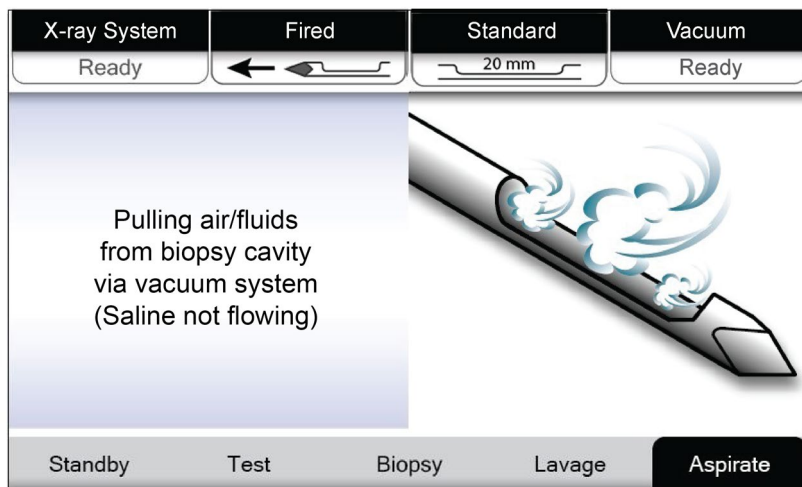 X-ray System Fired Standard Vacuum
Ready 20 mm Ready
Pulling air/fluids
from biopsy cavity
via vacuum system
(Saline not flowing)
Standby Test Biopsy Lavage Aspirate